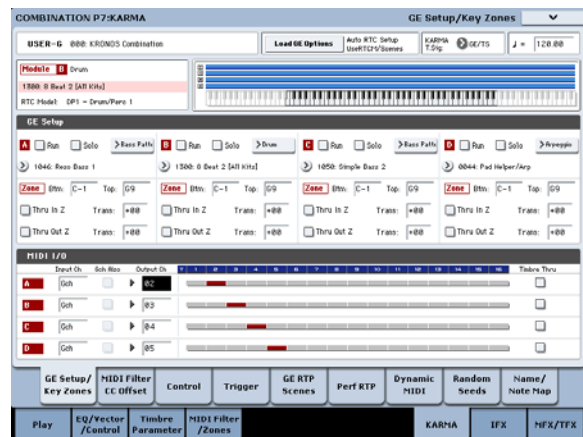 COMBINATION P7:KARMA GE Setup/Key Zones
USER-G 000: KRONOS Combination Load GE Options Auto RTC Setup UserRTCM/Scenes KARMA T.Sig: GE/TS ♩ = 120.00
Module B Drum
1300: 8 Beat 2 [All Kits]
RTC Model: DP1 - Drum/Perc 1
GE Setup
A Run Solo >Bass Patte B Run Solo >Drum C Run Solo >Bass Patte D Run Solo >Arpeggio
1046: Reso Bass 1 1300: 8 Beat 2 [All Kits] 1050: Simple Bass 2 0044: Pad Helper/Arp
Zone Btm: C-1 Top: G9 Zone Btm: C-1 Top: G9 Zone Btm: C-1 Top: G9 Zone Btm: C-1 Top: G9
Thru In Z Trans: +00 Thru In Z Trans: +00 Thru In Z Trans: +00 Thru In Z Trans: +00
Thru Out Z Trans: +00 Thru Out Z Trans: +00 Thru Out Z Trans: +00 Thru Out Z Trans: +00
MIDI I/O
Input Ch Output Ch T 1 2 3 4 5 6 7 8 9 10 11 12 13 14 15 16 Timbre Thru
A Gch 02
B Gch 03
C Gch 04
D Gch 05
GE Setup/ Key Zones MIDI Filter CC Offset Control Trigger GE RTP Scenes Perf RTP Dynamic MIDI Random Seeds Name/ Note Map
Play EQ/Vector /Control Timbre Parameter MIDI Filter /Zones KARMA IFX MFX/TFX